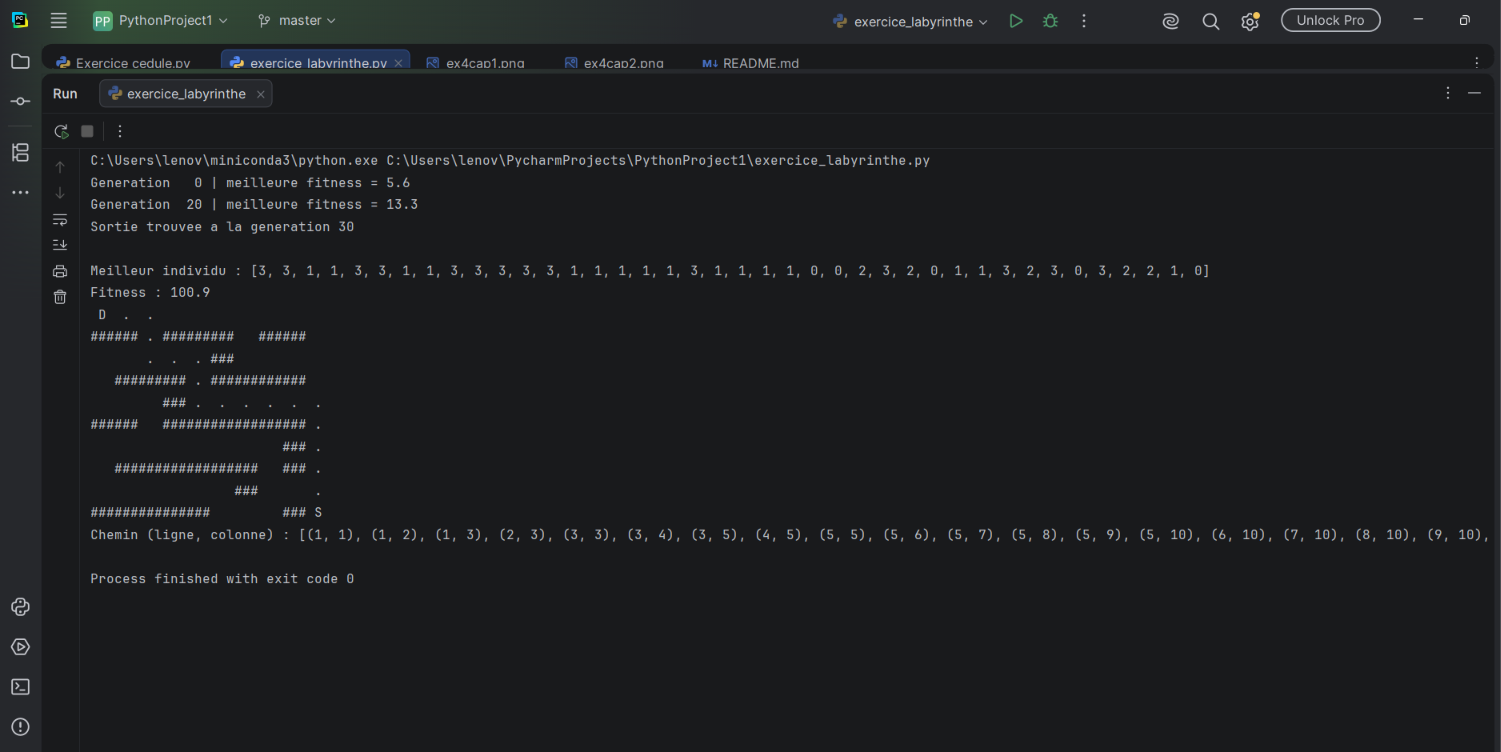 PC
PP PythonProject1 master exercice_labyrinthe Unlock Pro
Exercice cedule.py exercice_labyrinthe.py ex4cap1.png ex4cap2.png M↓ README.md
Run exercice_labyrinthe
C:\Users\lenov\miniconda3\python.exe C:\Users\lenov\PycharmProjects\PythonProject1\exercice_labyrinthe.py
Generation   0 | meilleure fitness = 5.6
Generation  20 | meilleure fitness = 13.3
Sortie trouvee a la generation 30
Meilleur individu : [3, 3, 1, 1, 3, 3, 1, 1, 3, 3, 3, 3, 3, 1, 1, 1, 1, 1, 3, 1, 1, 1, 1, 0, 0, 2, 3, 2, 0, 1, 1, 3, 2, 3, 0, 3, 2, 2, 1, 0]
Fitness : 100.9
 D  .  .
###### . #########   ######
       .  .  . ###
   ######### . ############
         ### .  .  .  .  .  .
######   ################## .
                        ### .
   ##################   ### .
                  ###       .
###############         ### S
Chemin (ligne, colonne) : [(1, 1), (1, 2), (1, 3), (2, 3), (3, 3), (3, 4), (3, 5), (4, 5), (5, 5), (5, 6), (5, 7), (5, 8), (5, 9), (5, 10), (6, 10), (7, 10), (8, 10), (9, 10),
Process finished with exit code 0